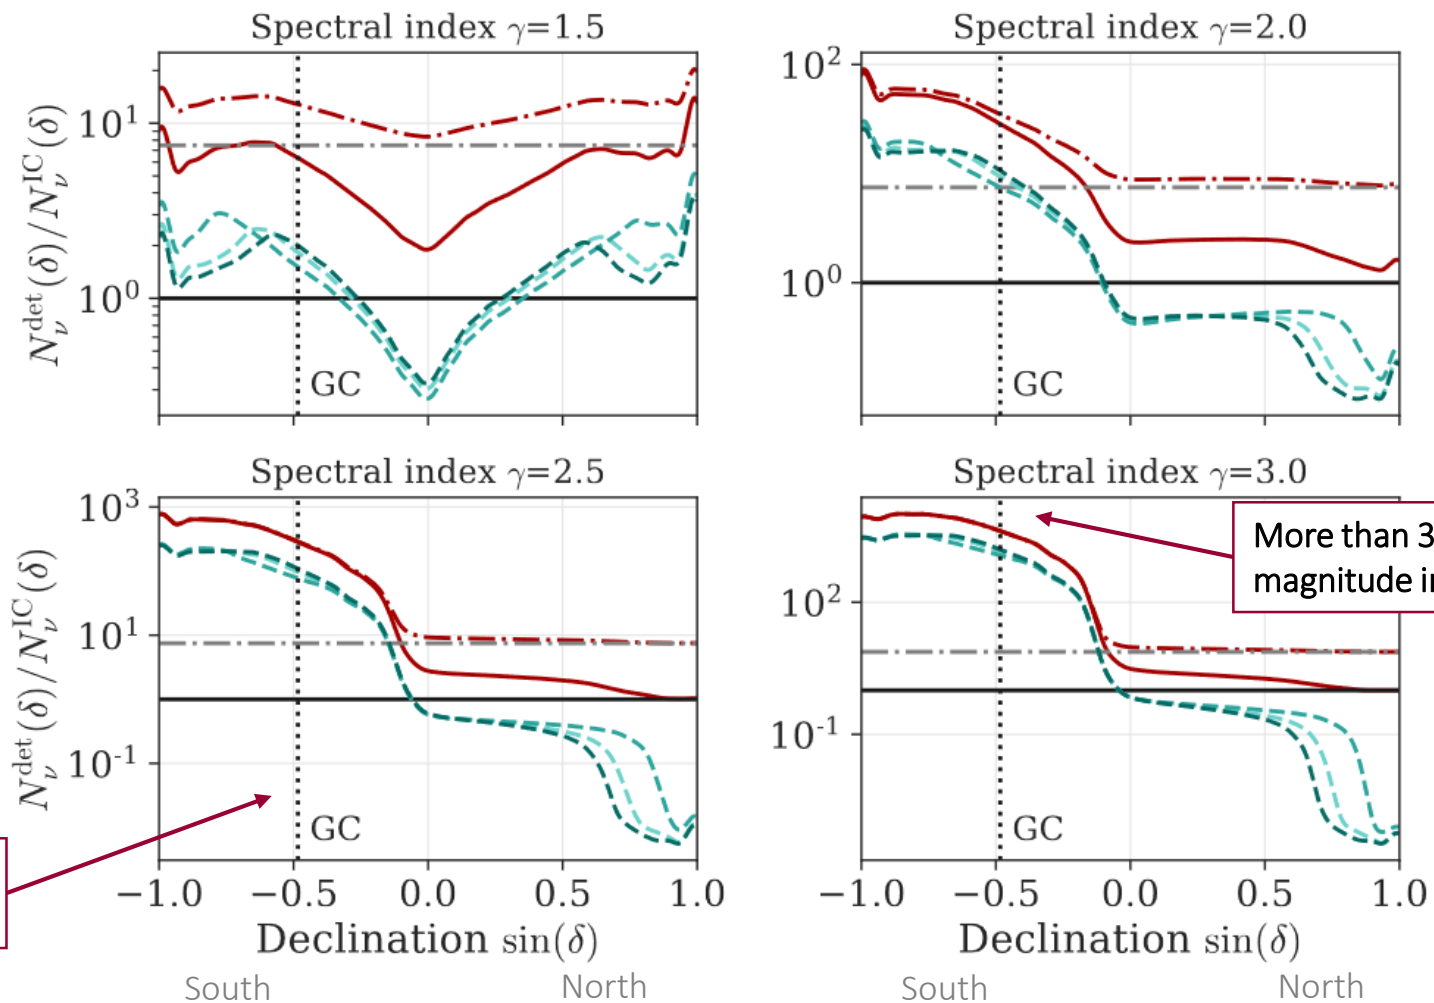 Spectral index γ=1.5
Spectral index γ=2.0
N_ν^det(δ)/N_ν^IC(δ)
10^1
10^0
GC
10^2
10^0
GC
Spectral index γ=2.5
Spectral index γ=3.0
N_ν^det(δ)/N_ν^IC(δ)
10^3
10^1
10^-1
GC
10^2
10^-1
GC
More than 3
magnitude in
−1.0 −0.5 0.0 0.5 1.0
−1.0 −0.5 0.0 0.5 1.0
Declination sin(δ)
Declination sin(δ)
South North
South North